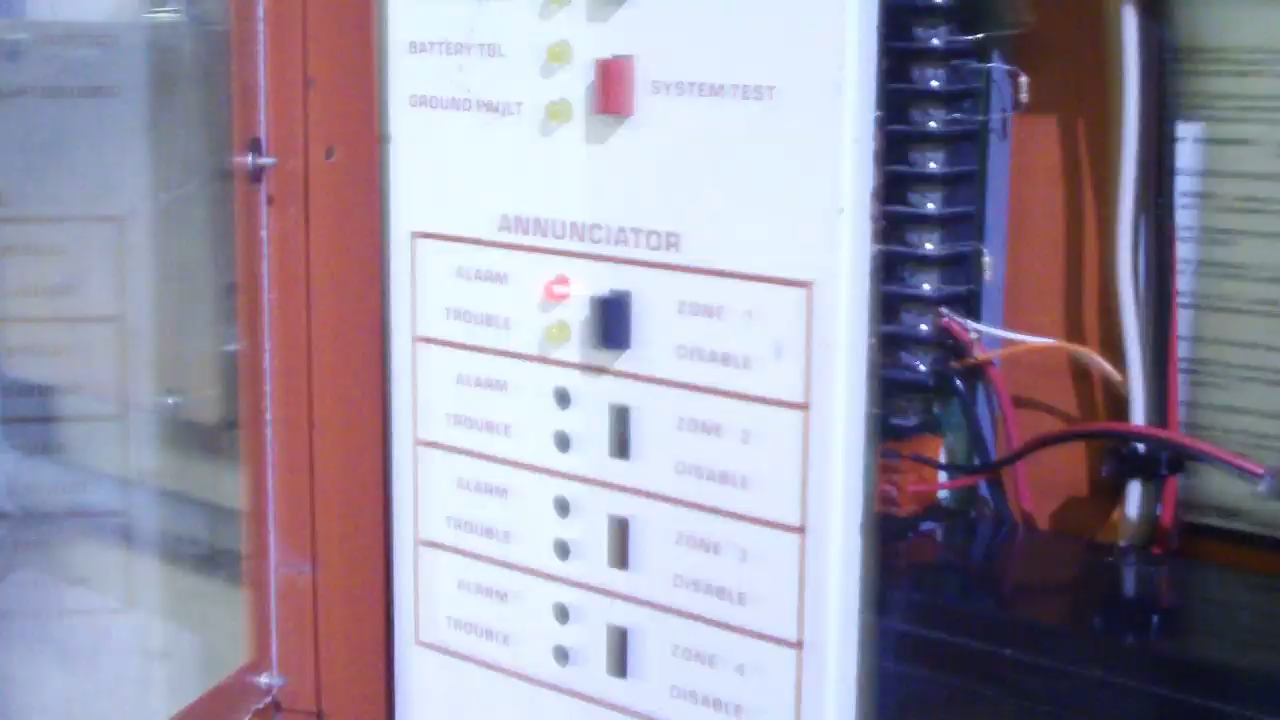 BATTERY TBL
GROUND FAULT
SYSTEM TEST
ANNUNCIATOR
ALARM
TROUBLE
ZONE 1
DISABLE
ALARM
TROUBLE
ZONE 2
DISABLE
ALARM
TROUBLE
ZONE 3
DISABLE
ALARM
TROUBLE
ZONE 4
DISABLE